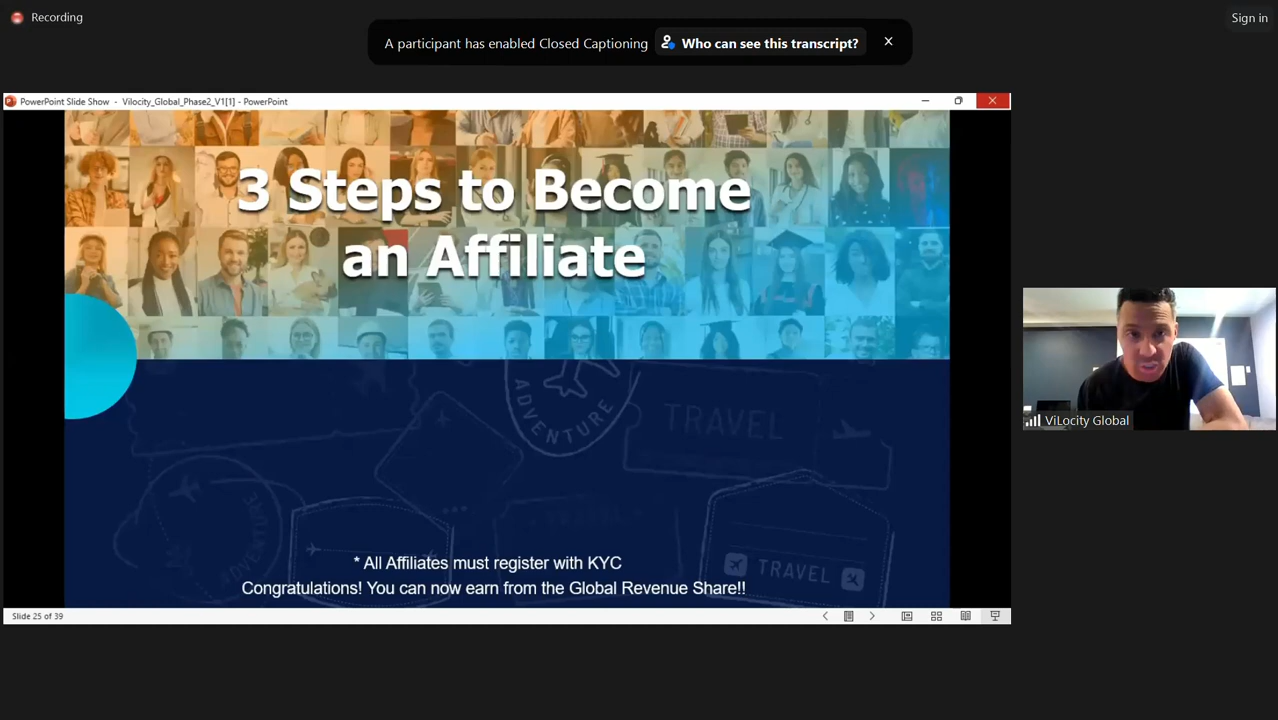 Recording
Sign in
A participant has enabled Closed Captioning
Who can see this transcript?
PowerPoint Slide Show - Vilocity_Global_Phase2_V1[1] - PowerPoint
3 Steps to Become
an Affiliate
ADVENTURE
TRAVEL
ADVENTURE
TRAVEL
* All Affiliates must register with KYC
Congratulations! You can now earn from the Global Revenue Share!!
Slide 25 of 39
ViLocity Global